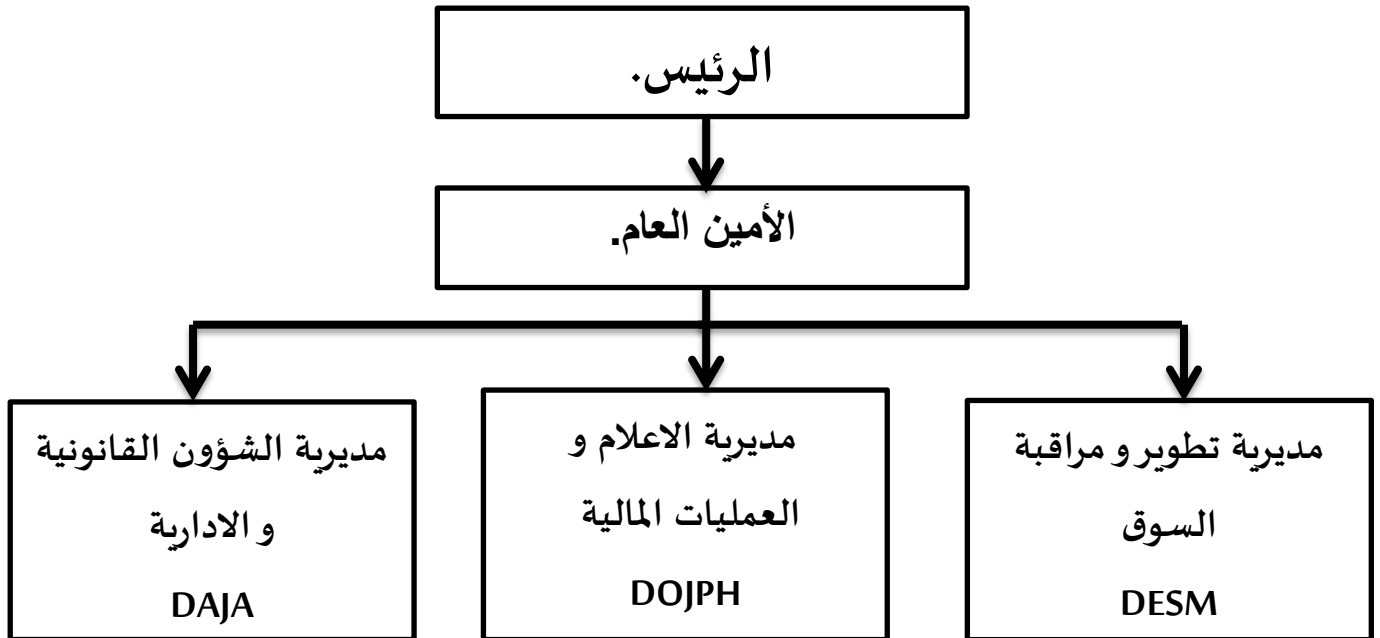 الرئيس.
الأمين العام.
مديرية تطوير و مراقبة
السوق
DESM
مديرية الاعلام و
العمليات المالية
DOJPH
مديرية الشؤون القانونية
و الادارية
DAJA